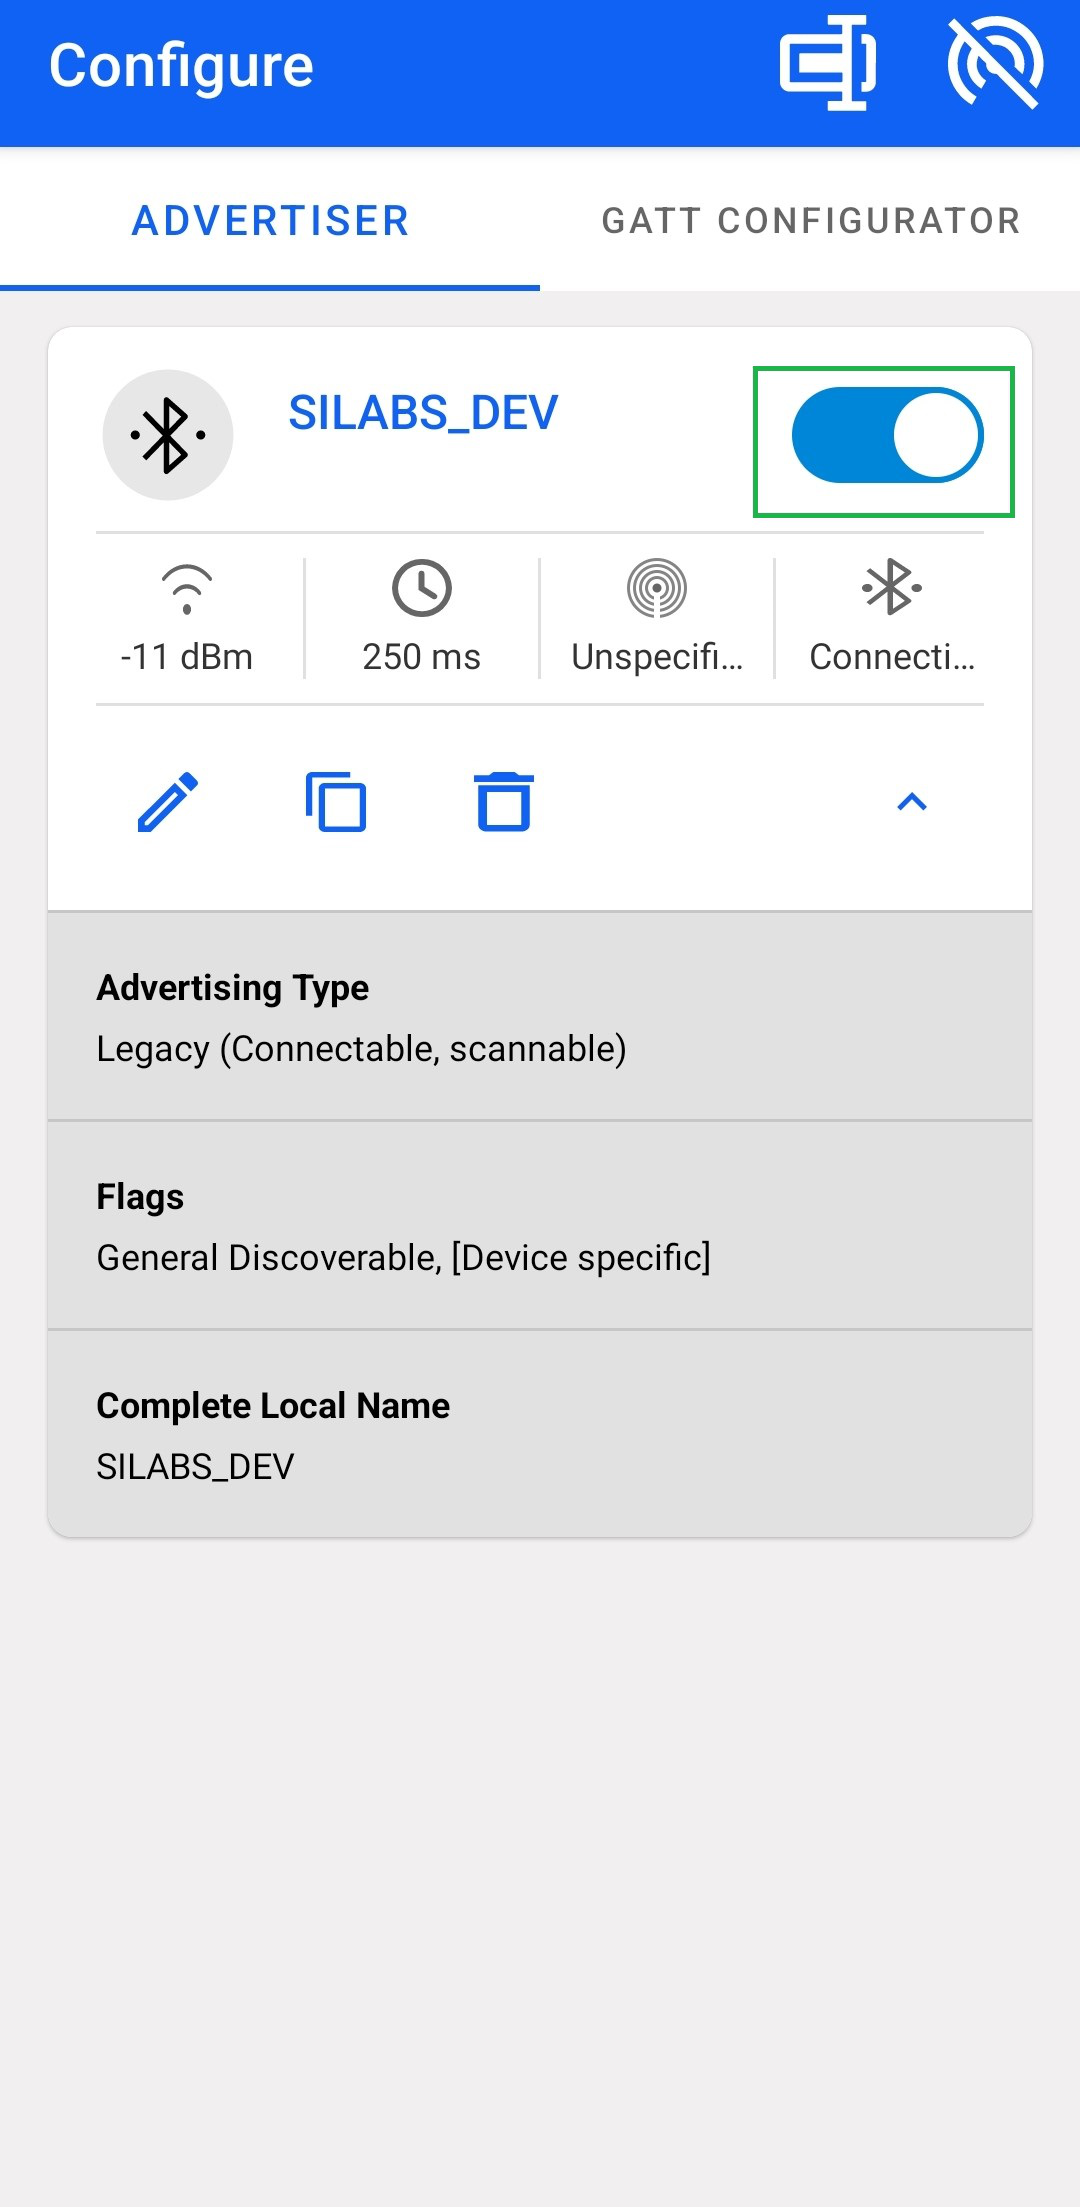 Configure
ADVERTISER
GATT CONFIGURATOR
SILABS_DEV
-11 dBm
250 ms
Unspecifi...
Connecti...
Advertising Type
Legacy (Connectable, scannable)
Flags
General Discoverable, [Device specific]
Complete Local Name
SILABS_DEV